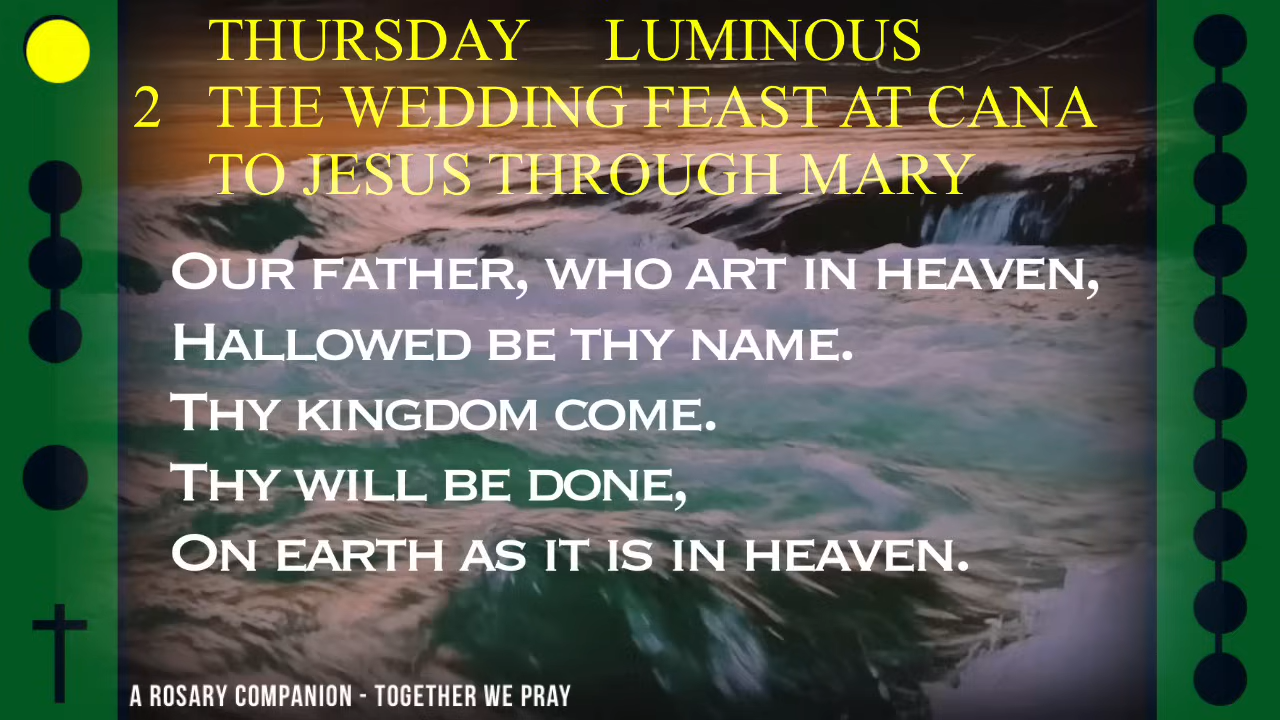 THURSDAY LUMINOUS
2 THE WEDDING FEAST AT CANA
TO JESUS THROUGH MARY
OUR FATHER, WHO ART IN HEAVEN,
HALLOWED BE THY NAME.
THY KINGDOM COME.
THY WILL BE DONE,
ON EARTH AS IT IS IN HEAVEN.
A ROSARY COMPANION - TOGETHER WE PRAY